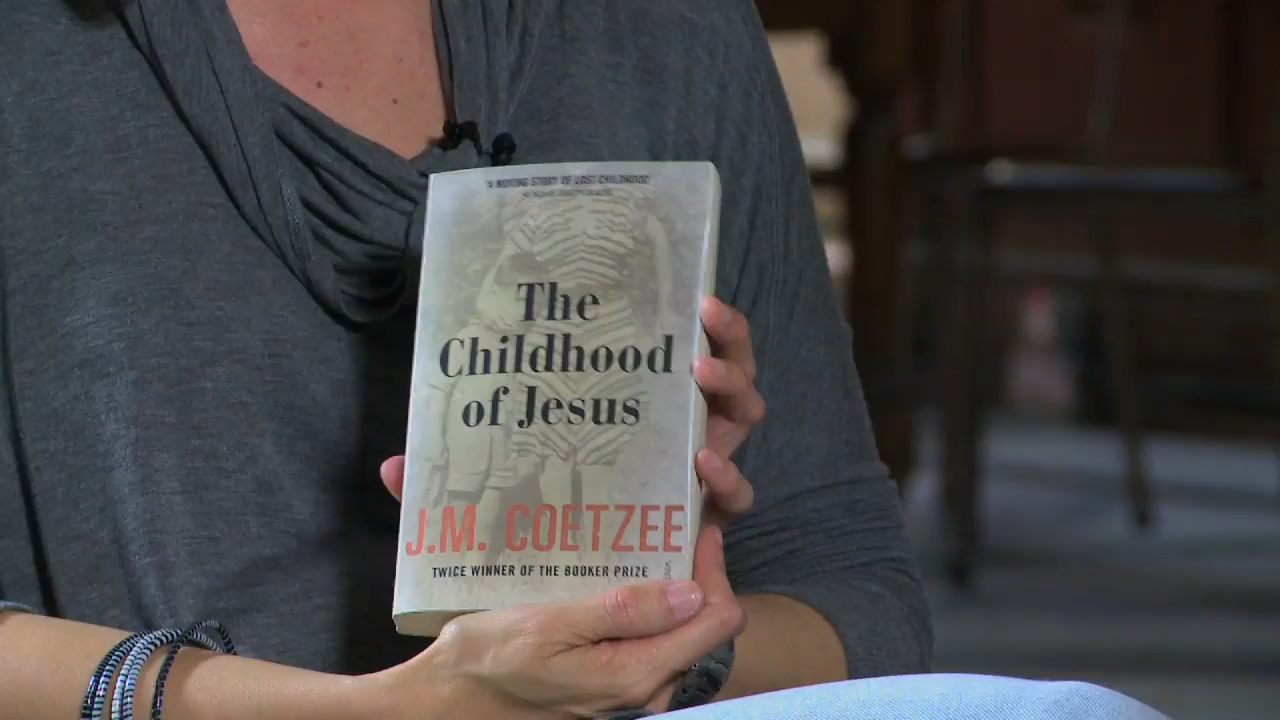 'A MOVING STORY OF LOST CHILDHOOD'
The
Childhood
of Jesus
J.M. COETZEE
TWICE WINNER OF THE BOOKER PRIZE